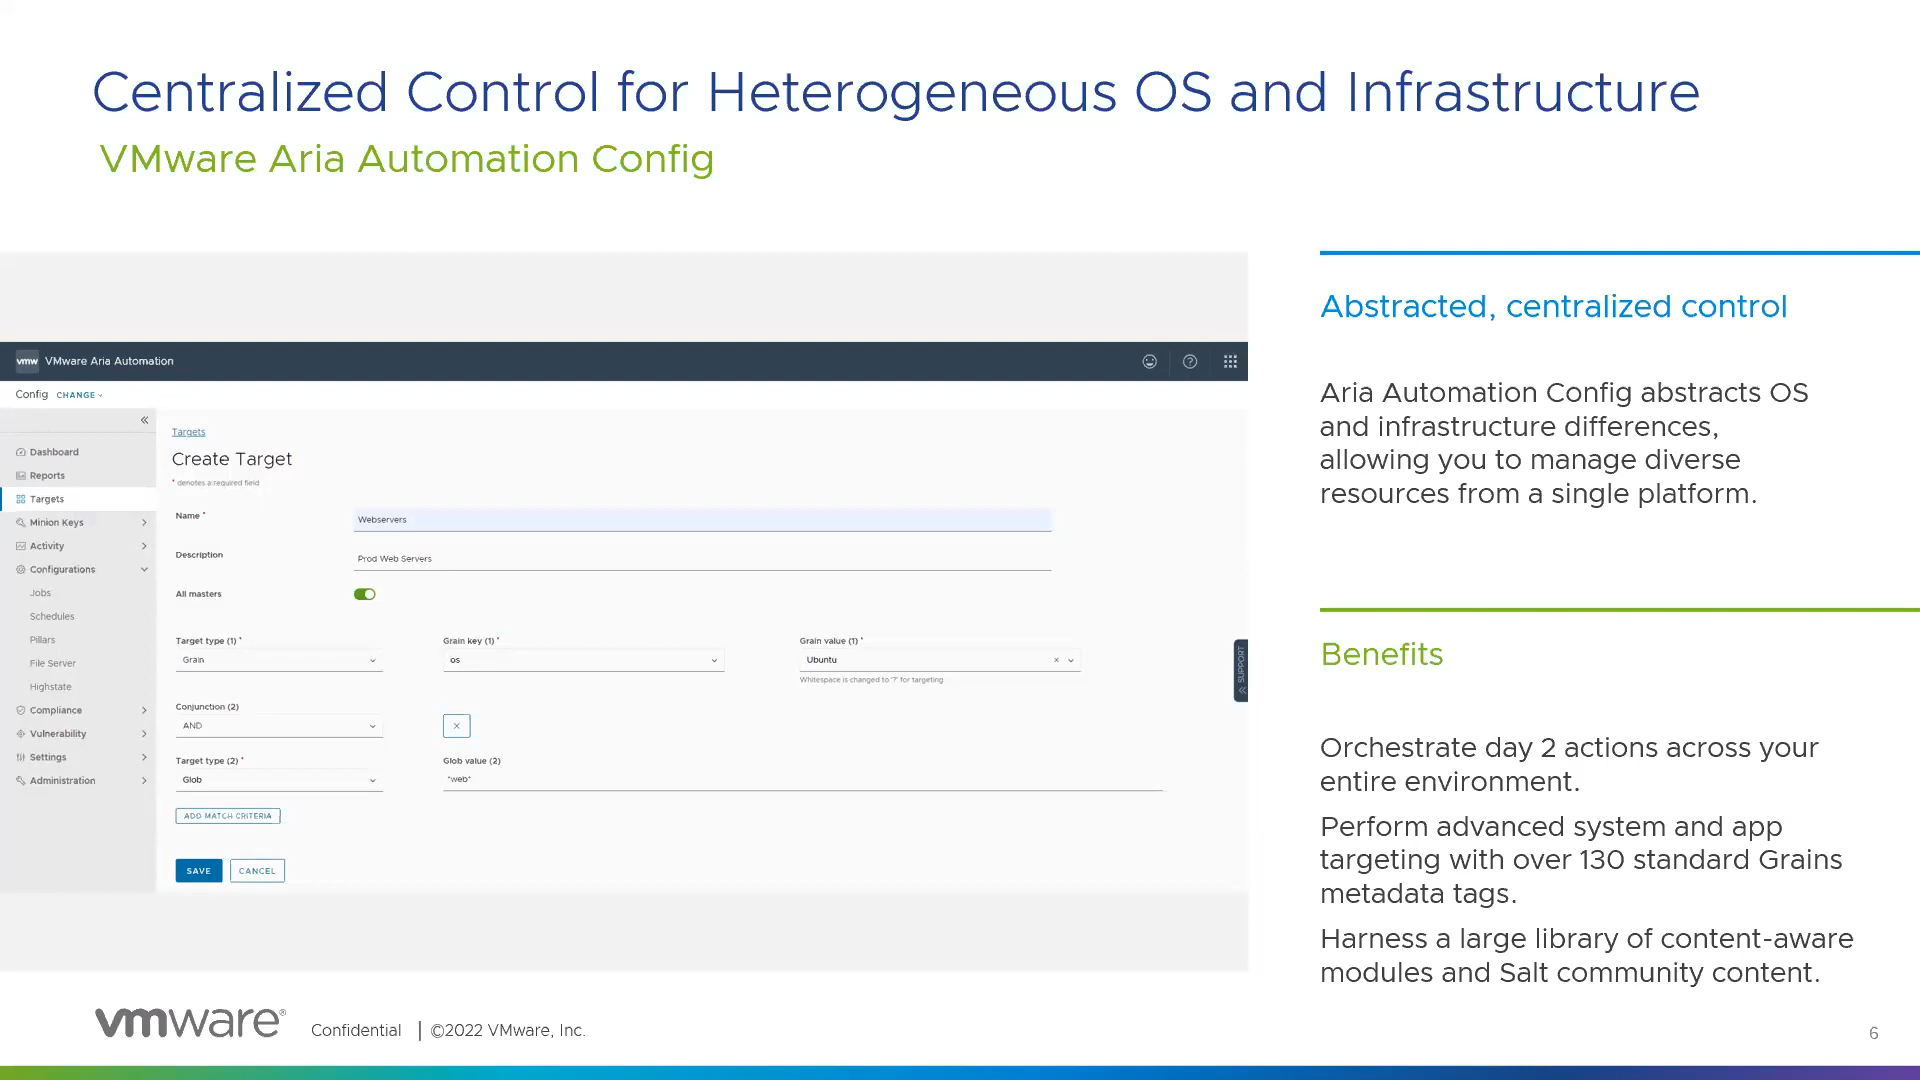 Centralized Control for Heterogeneous OS and Infrastructure
VMware Aria Automation Config
vmw VMware Aria Automation
Config CHANGE
Dashboard
Reports
Targets
Minion Keys
Activity
Configurations
Jobs
Schedules
Pillars
File Server
Highstate
Compliance
Vulnerability
Settings
Administration
Targets
Create Target
* denotes a required field
Name *
Webservers
Description
Prod Web Servers
All masters
Target type (1) *
Grain
Grain key (1) *
os
Grain value (1) *
Ubuntu
Whitespace is changed to '?' for targeting
Conjunction (2)
AND
Target type (2) *
Glob
Glob value (2)
*web*
ADD MATCH CRITERIA
SAVE
CANCEL
SUPPORT
Abstracted, centralized control
Aria Automation Config abstracts OS
and infrastructure differences,
allowing you to manage diverse
resources from a single platform.
Benefits
Orchestrate day 2 actions across your
entire environment.
Perform advanced system and app
targeting with over 130 standard Grains
metadata tags.
Harness a large library of content-aware
modules and Salt community content.
vmware® Confidential | ©2022 VMware, Inc.
6